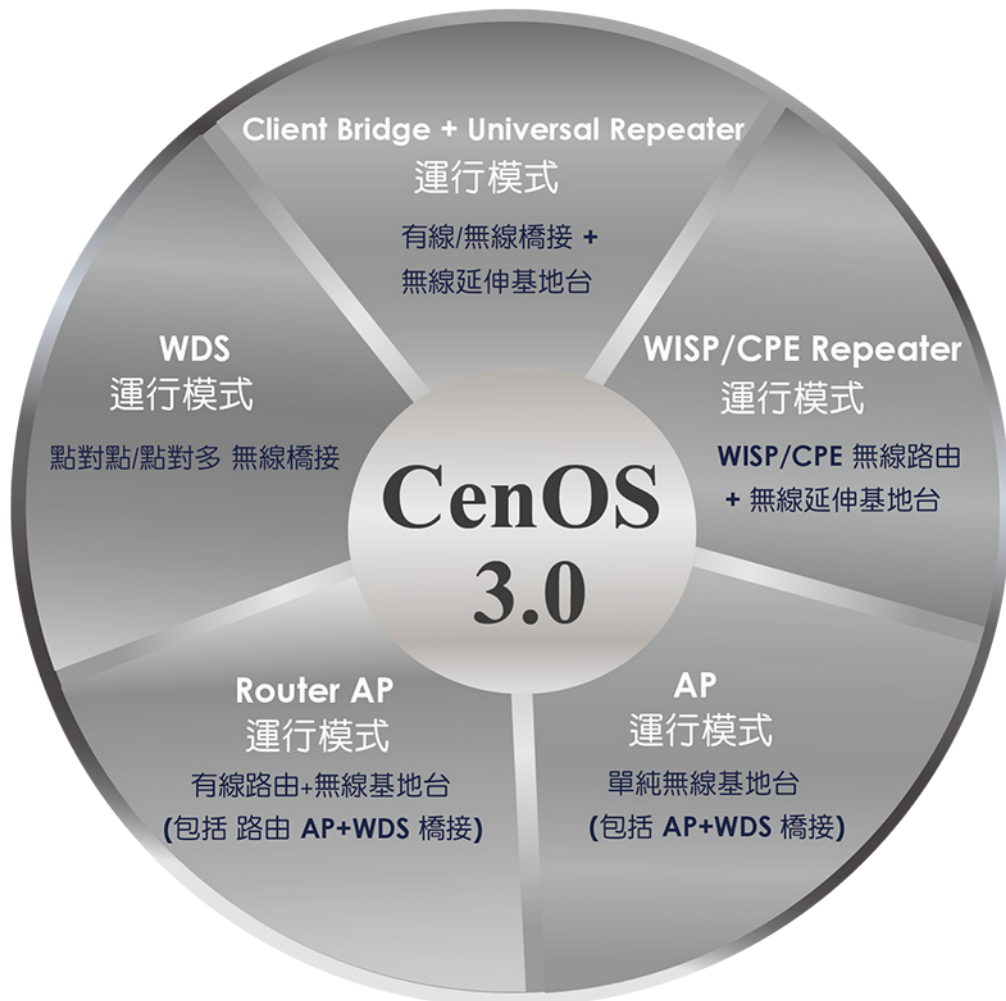 Client Bridge + Universal Repeater
運行模式
有線/無線橋接 +
無線延伸基地台
WISP/CPE Repeater
運行模式
WISP/CPE 無線路由
+ 無線延伸基地台
AP
運行模式
單純無線基地台
(包括 AP+WDS 橋接)
Router AP
運行模式
有線路由+無線基地台
(包括 路由 AP+WDS 橋接)
WDS
運行模式
點對點/點對多 無線橋接
CenOS
3.0